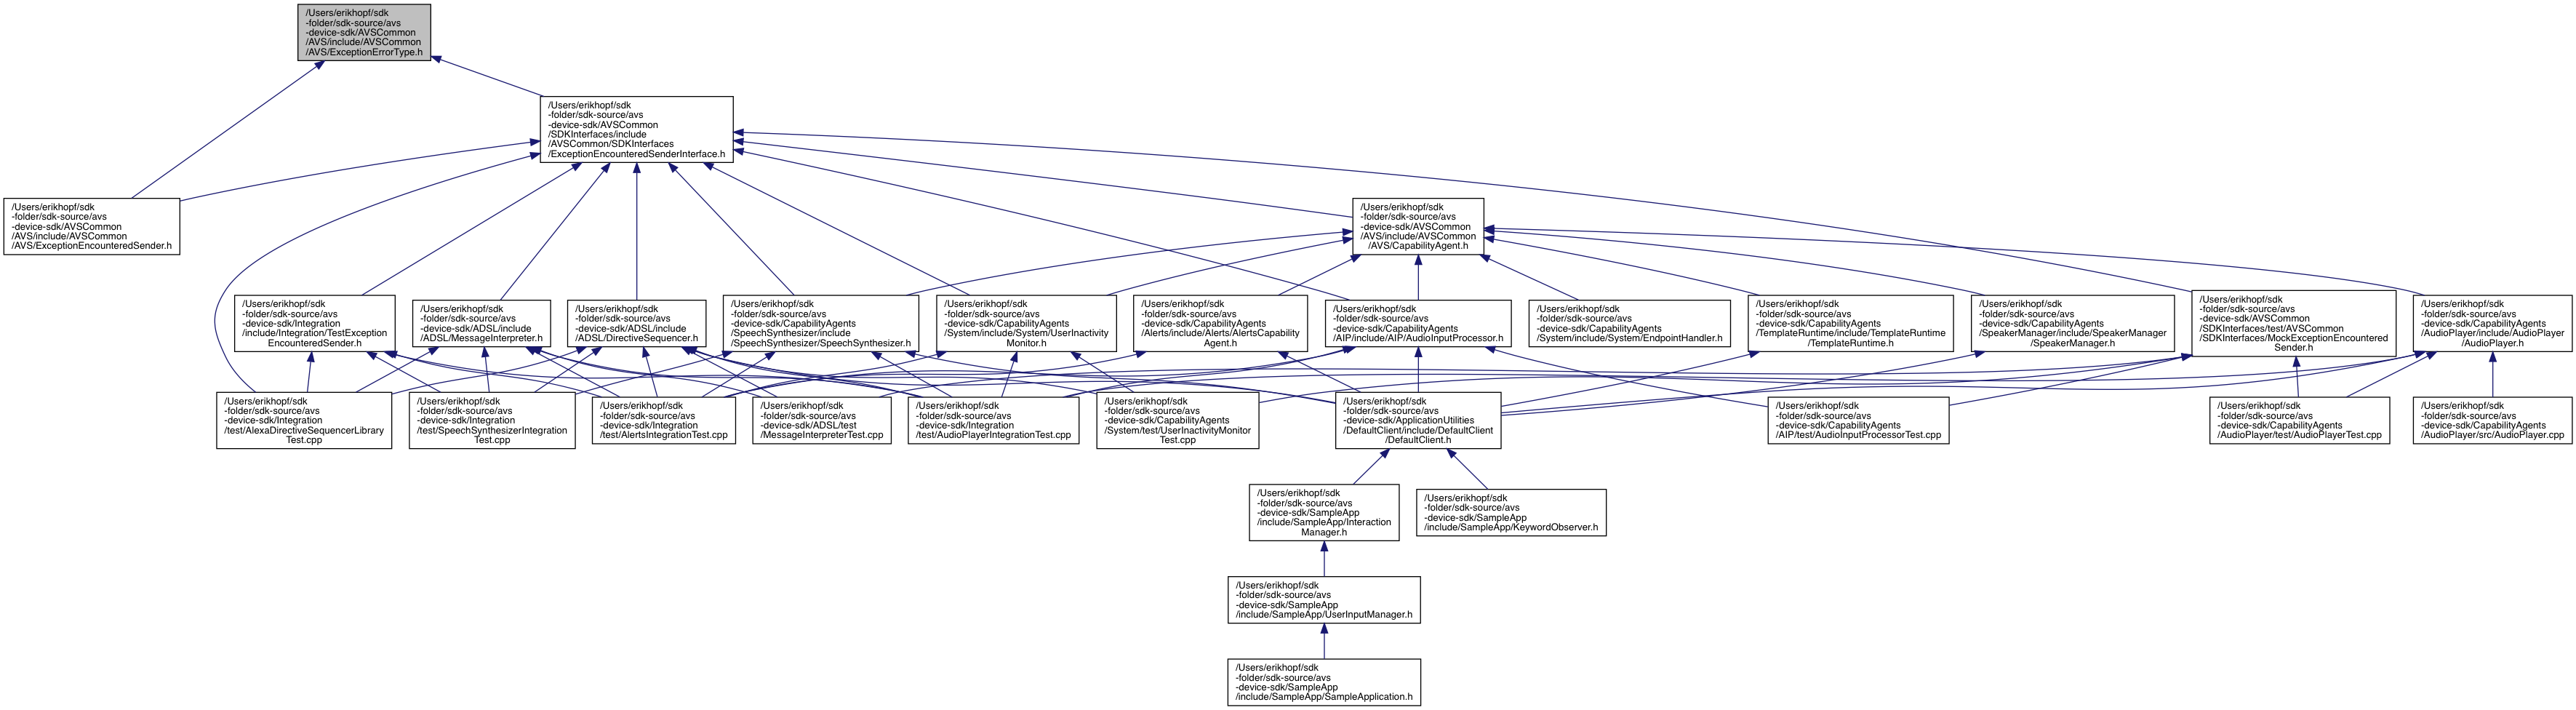 /Users/erikhopf/sdk
-folder/sdk-source/avs
-device-sdk/AVSCommon
/AVS/include/AVSCommon
/AVS/ExceptionErrorType.h
/Users/erikhopf/sdk
-folder/sdk-source/avs
-device-sdk/AVSCommon
/SDKInterfaces/include
/AVSCommon/SDKInterfaces
/ExceptionEncounteredSenderInterface.h
/Users/erikhopf/sdk
-folder/sdk-source/avs
-device-sdk/AVSCommon
/AVS/include/AVSCommon
/AVS/ExceptionEncounteredSender.h
/Users/erikhopf/sdk
-folder/sdk-source/avs
-device-sdk/AVSCommon
/AVS/include/AVSCommon
/AVS/CapabilityAgent.h
/Users/erikhopf/sdk
-folder/sdk-source/avs
-device-sdk/Integration
/include/Integration/TestException
EncounteredSender.h
/Users/erikhopf/sdk
-folder/sdk-source/avs
-device-sdk/ADSL/include
/ADSL/MessageInterpreter.h
/Users/erikhopf/sdk
-folder/sdk-source/avs
-device-sdk/ADSL/include
/ADSL/DirectiveSequencer.h
/Users/erikhopf/sdk
-folder/sdk-source/avs
-device-sdk/CapabilityAgents
/SpeechSynthesizer/include
/SpeechSynthesizer/SpeechSynthesizer.h
/Users/erikhopf/sdk
-folder/sdk-source/avs
-device-sdk/CapabilityAgents
/System/include/System/UserInactivity
Monitor.h
/Users/erikhopf/sdk
-folder/sdk-source/avs
-device-sdk/CapabilityAgents
/Alerts/include/Alerts/AlertsCapability
Agent.h
/Users/erikhopf/sdk
-folder/sdk-source/avs
-device-sdk/CapabilityAgents
/AIP/include/AIP/AudioInputProcessor.h
/Users/erikhopf/sdk
-folder/sdk-source/avs
-device-sdk/CapabilityAgents
/System/include/System/EndpointHandler.h
/Users/erikhopf/sdk
-folder/sdk-source/avs
-device-sdk/CapabilityAgents
/TemplateRuntime/include/TemplateRuntime
/TemplateRuntime.h
/Users/erikhopf/sdk
-folder/sdk-source/avs
-device-sdk/CapabilityAgents
/SpeakerManager/include/SpeakerManager
/SpeakerManager.h
/Users/erikhopf/sdk
-folder/sdk-source/avs
-device-sdk/AVSCommon
/SDKInterfaces/test/AVSCommon
/SDKInterfaces/MockExceptionEncountered
Sender.h
/Users/erikhopf/sdk
-folder/sdk-source/avs
-device-sdk/CapabilityAgents
/AudioPlayer/include/AudioPlayer
/AudioPlayer.h
/Users/erikhopf/sdk
-folder/sdk-source/avs
-device-sdk/Integration
/test/AlexaDirectiveSequencerLibrary
Test.cpp
/Users/erikhopf/sdk
-folder/sdk-source/avs
-device-sdk/Integration
/test/SpeechSynthesizerIntegration
Test.cpp
/Users/erikhopf/sdk
-folder/sdk-source/avs
-device-sdk/Integration
/test/AlertsIntegrationTest.cpp
/Users/erikhopf/sdk
-folder/sdk-source/avs
-device-sdk/ADSL/test
/MessageInterpreterTest.cpp
/Users/erikhopf/sdk
-folder/sdk-source/avs
-device-sdk/Integration
/test/AudioPlayerIntegrationTest.cpp
/Users/erikhopf/sdk
-folder/sdk-source/avs
-device-sdk/CapabilityAgents
/System/test/UserInactivityMonitor
Test.cpp
/Users/erikhopf/sdk
-folder/sdk-source/avs
-device-sdk/ApplicationUtilities
/DefaultClient/include/DefaultClient
/DefaultClient.h
/Users/erikhopf/sdk
-folder/sdk-source/avs
-device-sdk/CapabilityAgents
/AIP/test/AudioInputProcessorTest.cpp
/Users/erikhopf/sdk
-folder/sdk-source/avs
-device-sdk/CapabilityAgents
/AudioPlayer/test/AudioPlayerTest.cpp
/Users/erikhopf/sdk
-folder/sdk-source/avs
-device-sdk/CapabilityAgents
/AudioPlayer/src/AudioPlayer.cpp
/Users/erikhopf/sdk
-folder/sdk-source/avs
-device-sdk/SampleApp
/include/SampleApp/Interaction
Manager.h
/Users/erikhopf/sdk
-folder/sdk-source/avs
-device-sdk/SampleApp
/include/SampleApp/KeywordObserver.h
/Users/erikhopf/sdk
-folder/sdk-source/avs
-device-sdk/SampleApp
/include/SampleApp/UserInputManager.h
/Users/erikhopf/sdk
-folder/sdk-source/avs
-device-sdk/SampleApp
/include/SampleApp/SampleApplication.h